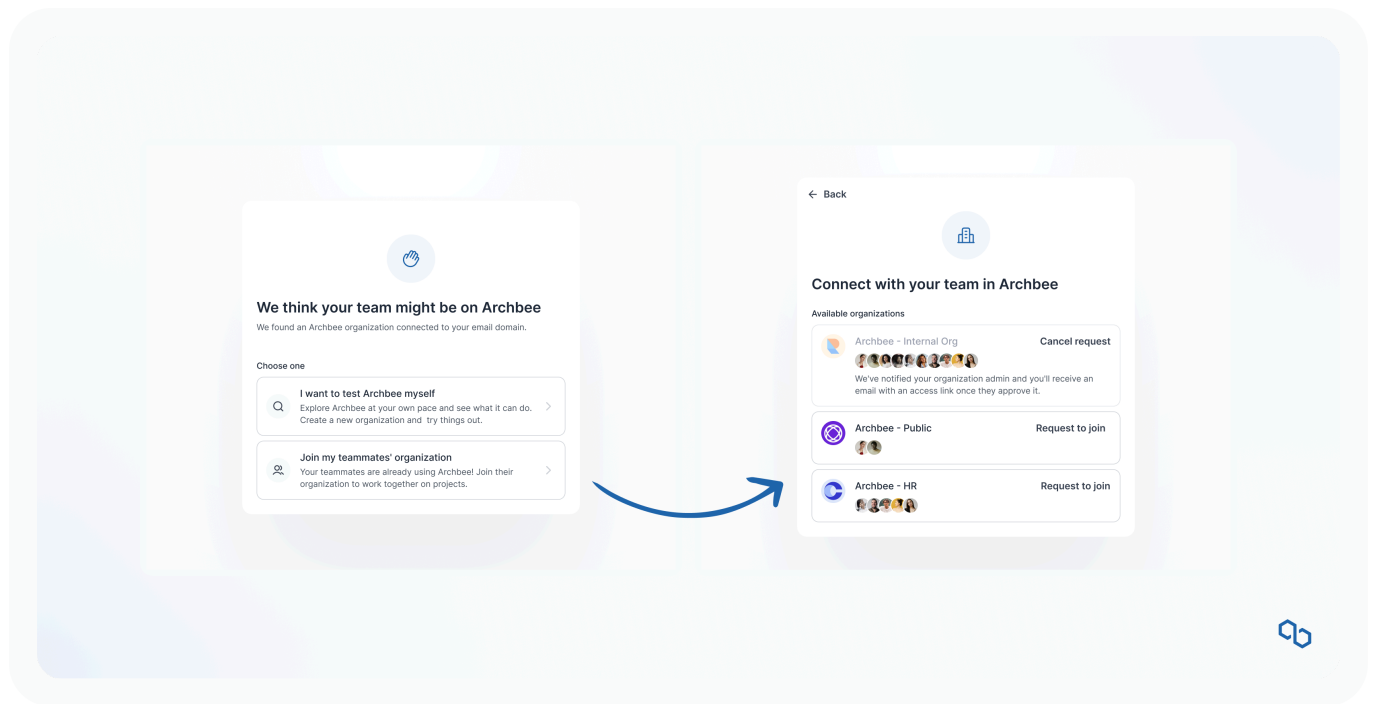 We think your team might be on Archbee
We found an Archbee organization connected to your email domain.
Choose one
I want to test Archbee myself
Explore Archbee at your own pace and see what it can do.
Create a new organization and try things out.
Join my teammates' organization
Your teammates are already using Archbee! Join their
organization to work together on projects.
Back
Connect with your team in Archbee
Available organizations
Archbee - Internal Org
Cancel request
We've notified your organization admin and you'll receive an
email with an access link once they approve it.
Archbee - Public
Request to join
Archbee - HR
Request to join